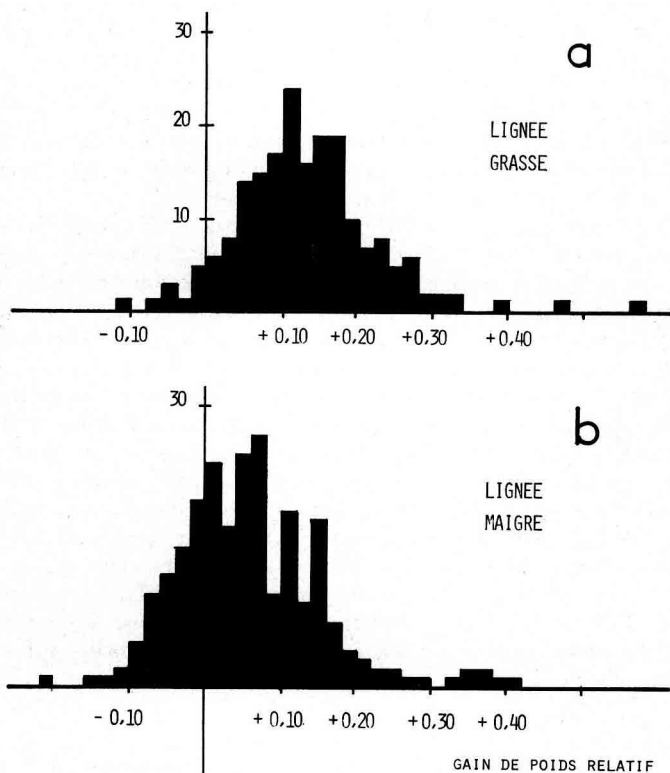 30
a
20
LIGNEE
GRASSE
10
- 0,10 + 0,10 + 0,20 + 0,30 + 0,40
30
b
LIGNEE
MAIGRE
- 0,10 + 0,10 + 0,20 + 0,30 + 0,40
GAIN DE POIDS RELATIF